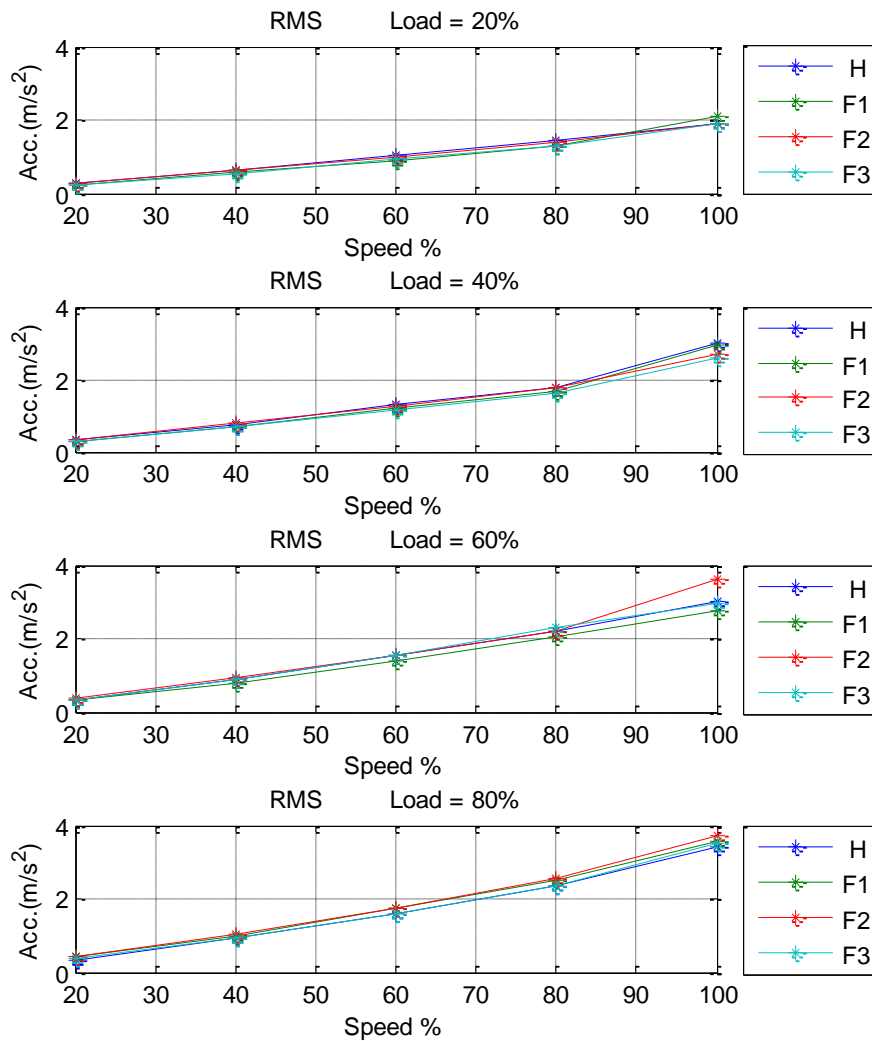 RMS Load = 20%
4
2
0
Acc.(m/s²)
20 30 40 50 60 70 80 90 100
Speed %
H
F1
F2
F3
RMS Load = 40%
4
2
0
Acc.(m/s²)
20 30 40 50 60 70 80 90 100
Speed %
H
F1
F2
F3
RMS Load = 60%
4
2
0
Acc.(m/s²)
20 30 40 50 60 70 80 90 100
Speed %
H
F1
F2
F3
RMS Load = 80%
4
2
0
Acc.(m/s²)
20 30 40 50 60 70 80 90 100
Speed %
H
F1
F2
F3